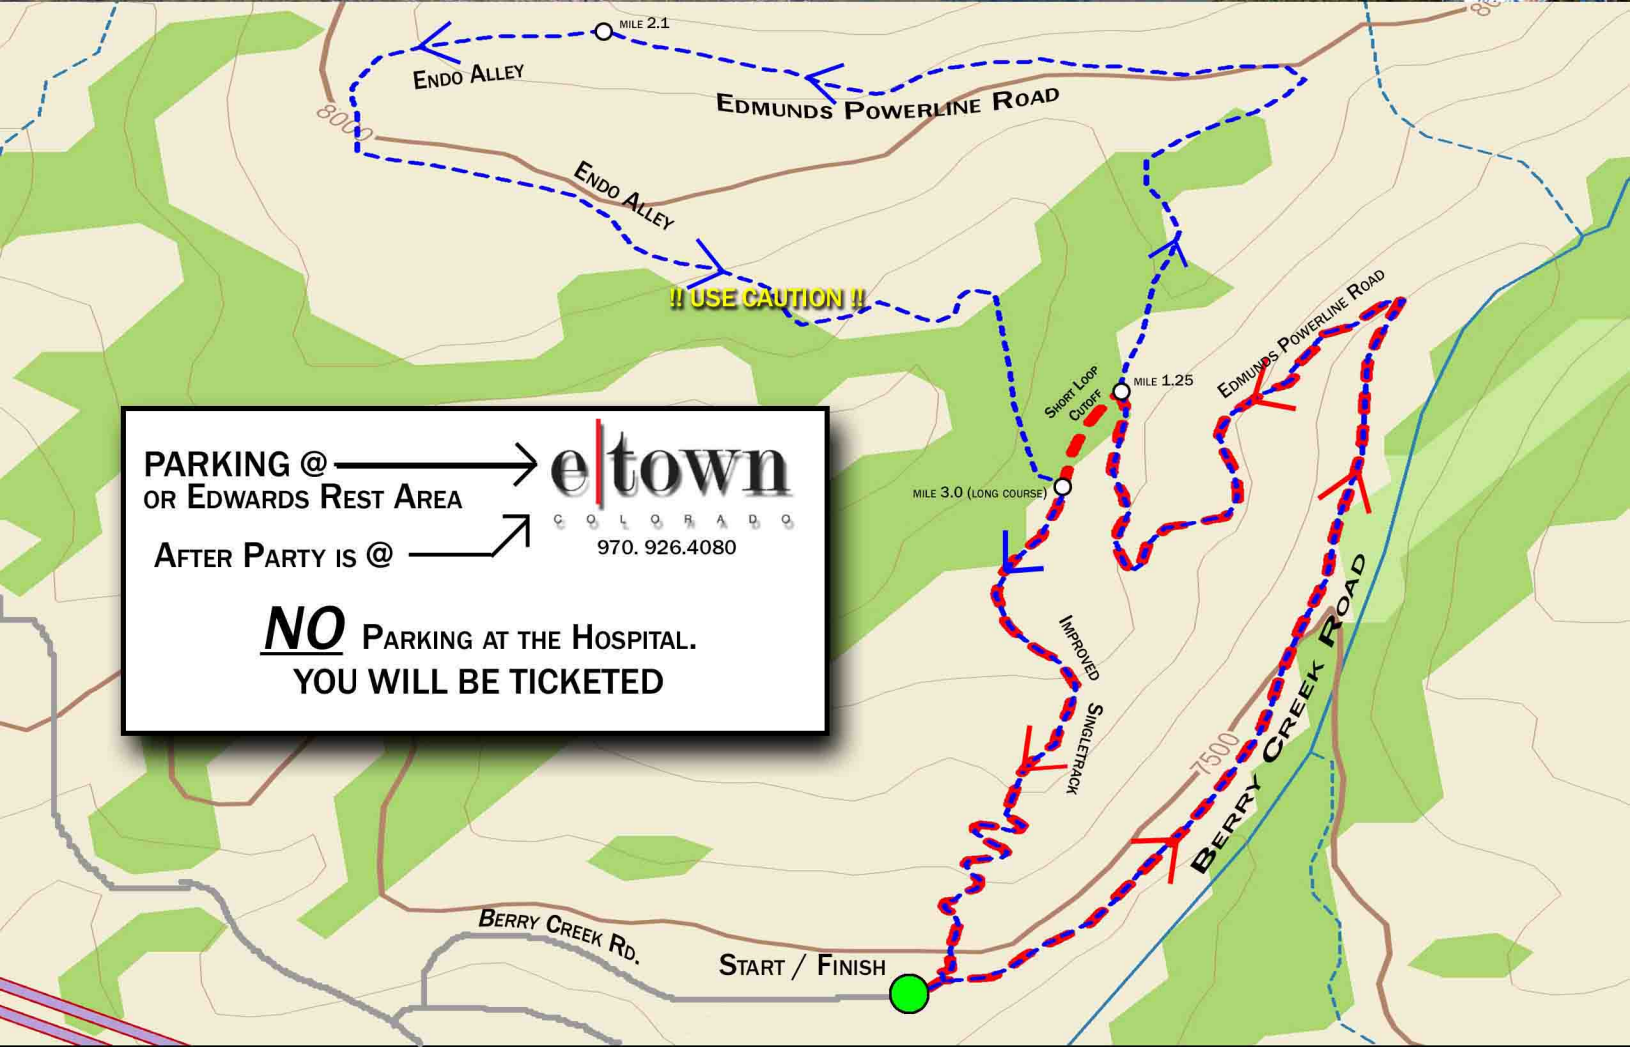 MILE 2.1
ENDO ALLEY
EDMUNDS POWERLINE ROAD
8000
ENDO ALLEY
!! USE CAUTION !!
EDMUNDS POWERLINE ROAD
SHORT LOOP
CUTOFF
MILE 1.25
MILE 3.0 (LONG COURSE)
PARKING @
OR EDWARDS REST AREA
e|town
COLORADO
970. 926.4080
AFTER PARTY IS @
NO PARKING AT THE HOSPITAL.
YOU WILL BE TICKETED
IMPROVED
SINGLETRACK
BERRY CREEK ROAD
7500
BERRY CREEK RD.
START / FINISH